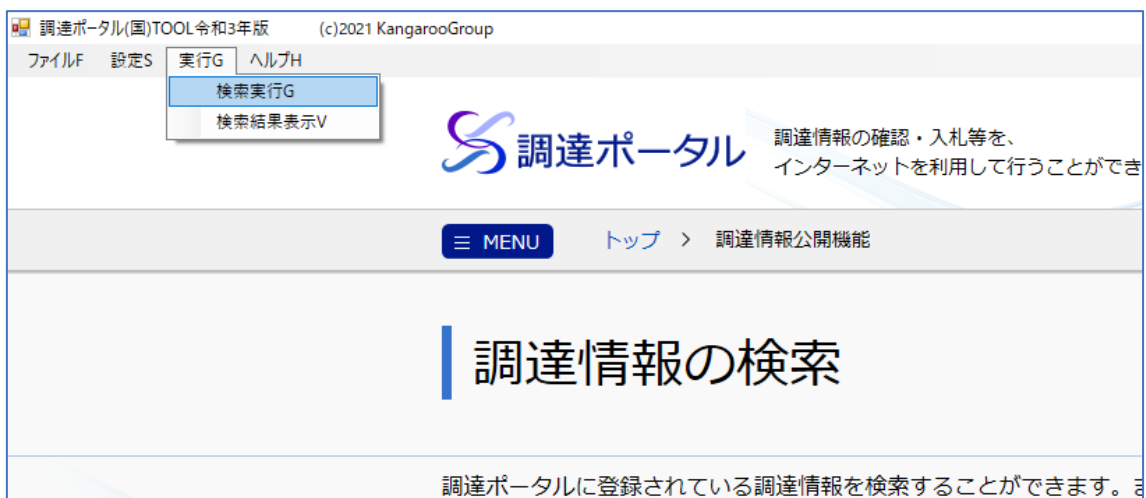 調達ポータル(国)TOOL令和3年版 (c)2021 KangarooGroup
ファイルF 設定S 実行G ヘルプH
検索実行G
検索結果表示V
調達ポータル
調達情報の確認・入札等を、
インターネットを利用して行うことができ
≡ MENU トップ > 調達情報公開機能
調達情報の検索
調達ポータルに登録されている調達情報を検索することができます。